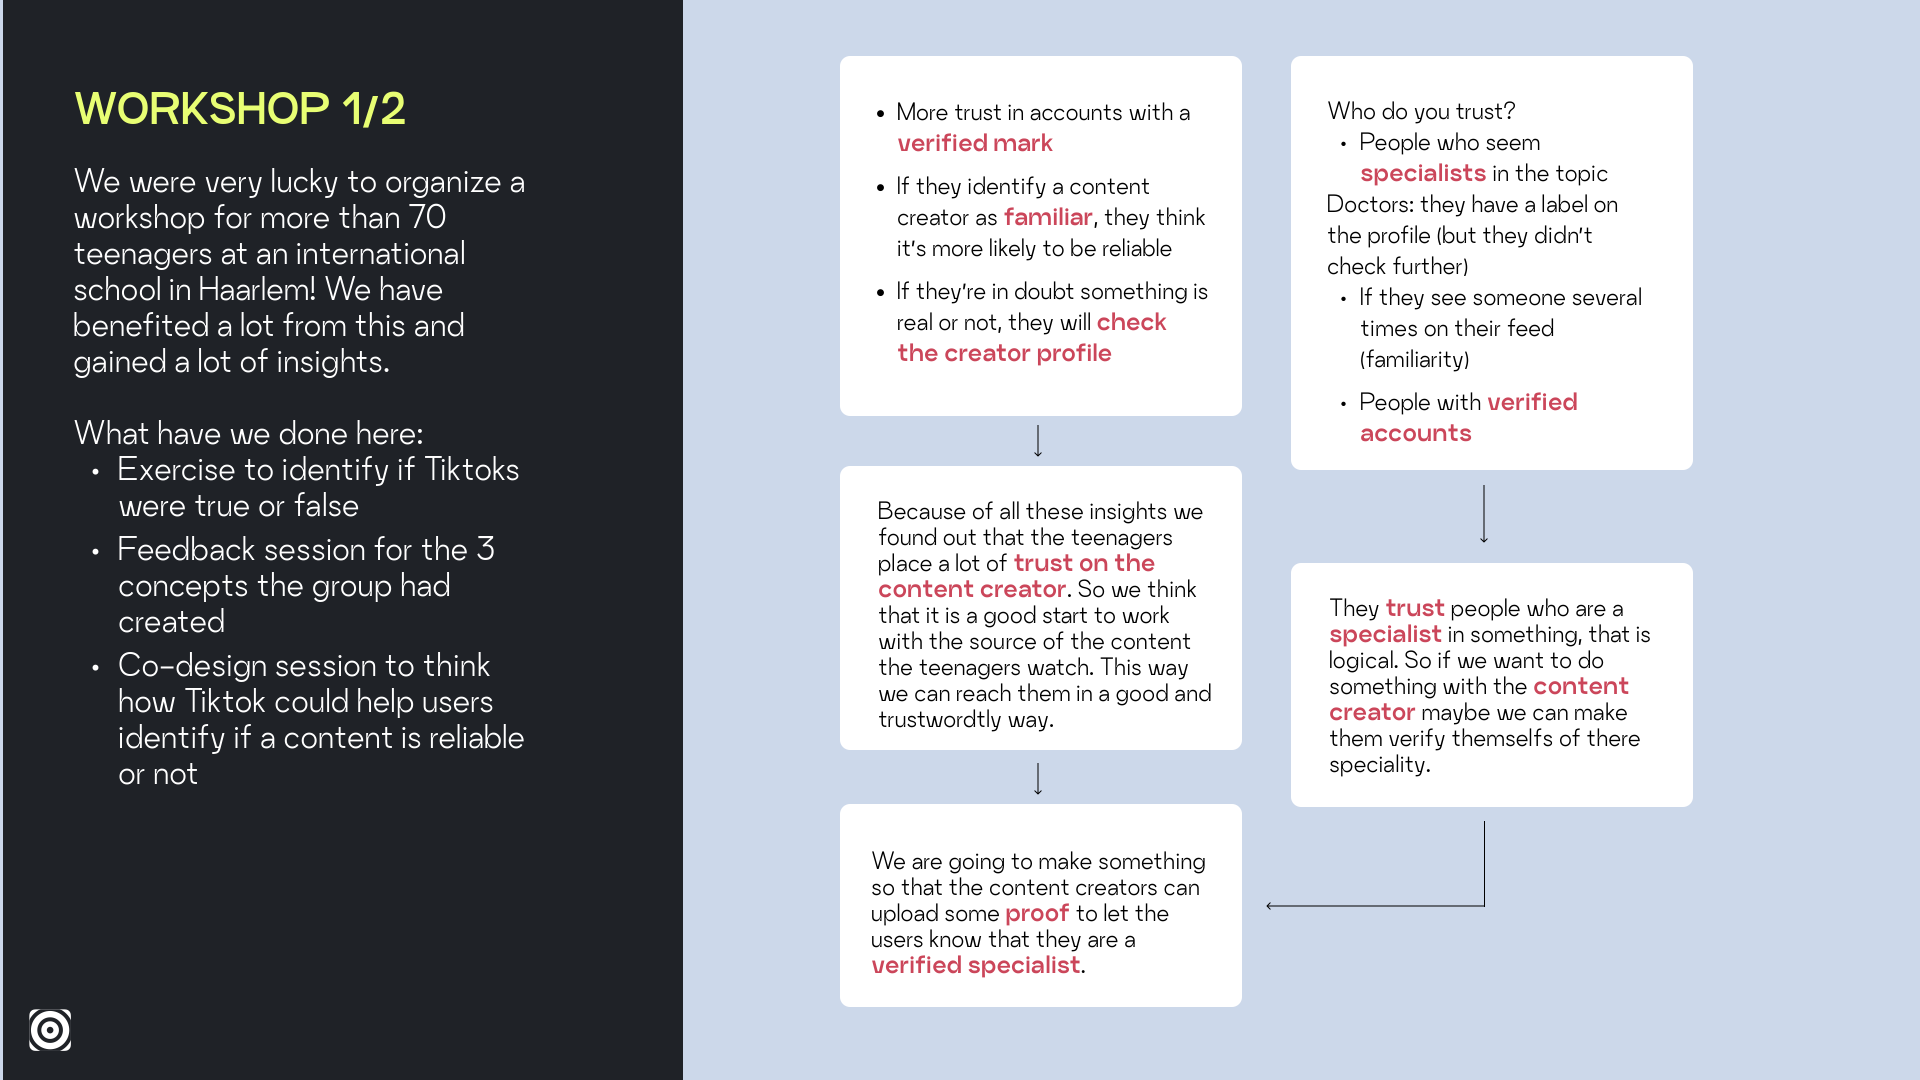 WORKSHOP 1/2
We were very lucky to organize a
workshop for more than 70
teenagers at an international
school in Haarlem! We have
benefited a lot from this and
gained a lot of insights.
What have we done here:
• Exercise to identify if Tiktoks
were true or false
• Feedback session for the 3
concepts the group had
created
• Co-design session to think
how Tiktok could help users
identify if a content is reliable
or not
• More trust in accounts with a
verified mark
• If they identify a content
creator as familiar, they think
it's more likely to be reliable
• If they're in doubt something is
real or not, they will check
the creator profile
Because of all these insights we
found out that the teenagers
place a lot of trust on the
content creator. So we think
that it is a good start to work
with the source of the content
the teenagers watch. This way
we can reach them in a good and
trustwordtly way.
We are going to make something
so that the content creators can
upload some proof to let the
users know that they are a
verified specialist.
Who do you trust?
• People who seem
specialists in the topic
Doctors: they have a label on
the profile (but they didn't
check further)
• If they see someone several
times on their feed
(familiarity)
• People with verified
accounts
They trust people who are a
specialist in something, that is
logical. So if we want to do
something with the content
creator maybe we can make
them verify themselfs of there
speciality.